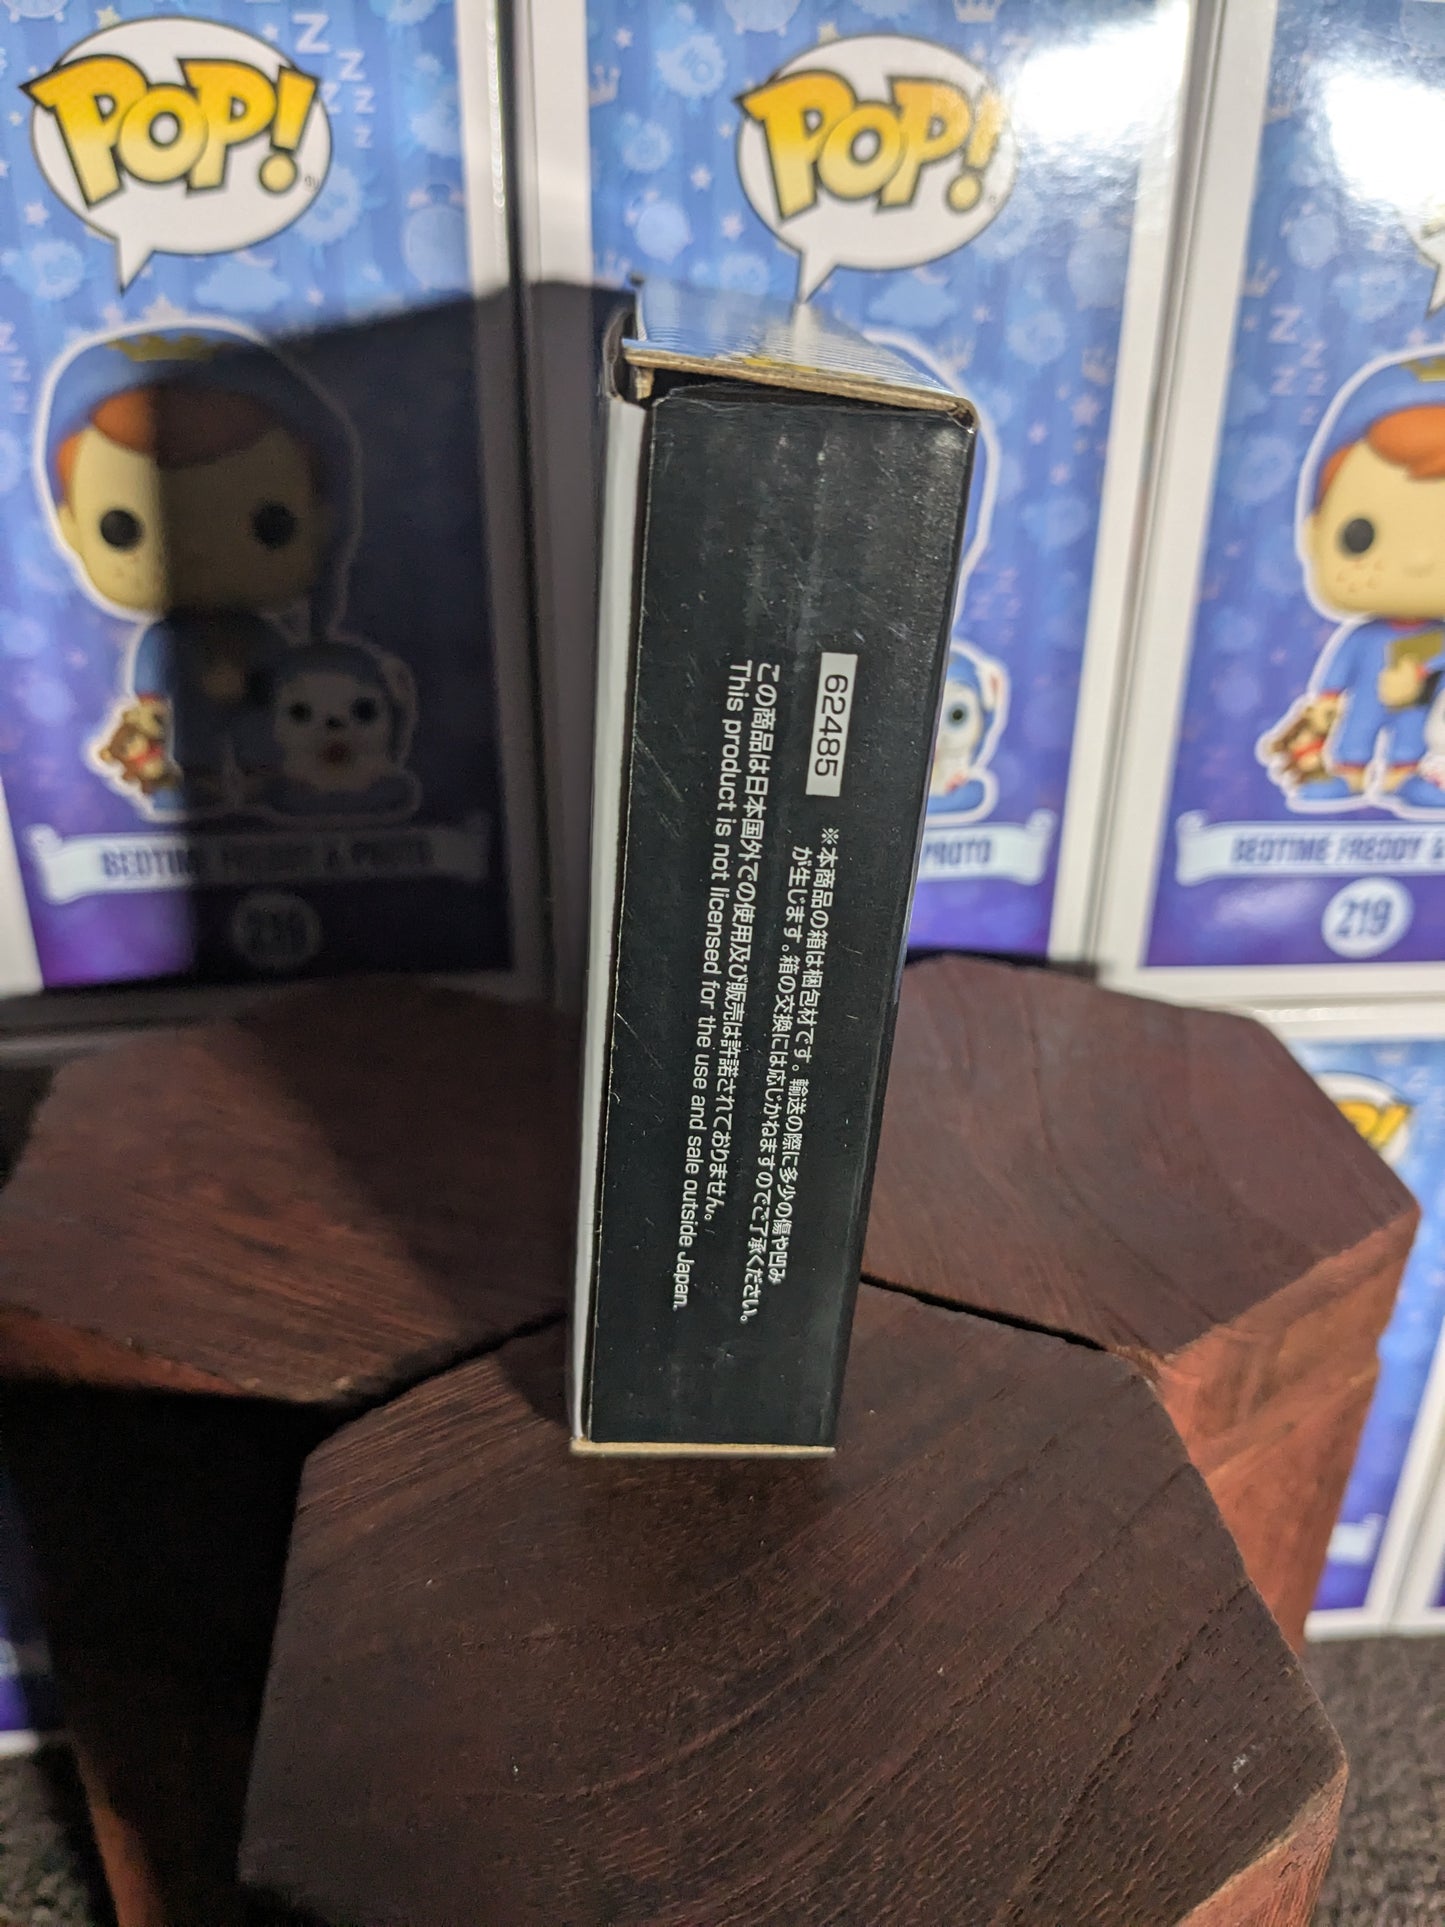 POP!
POP!
62485
※本商品の箱は梱包材です。輸送の際に多少の傷や凹み
が生じます。箱の交換には応じかねますのでご了承ください。
この商品は日本国外での使用及び販売は許諾されておりません。
This product is not licensed for the use and sale outside Japan.
BEDTIME FREDDY & PROTO
PROTO
BEDTIME FREDDY &
219